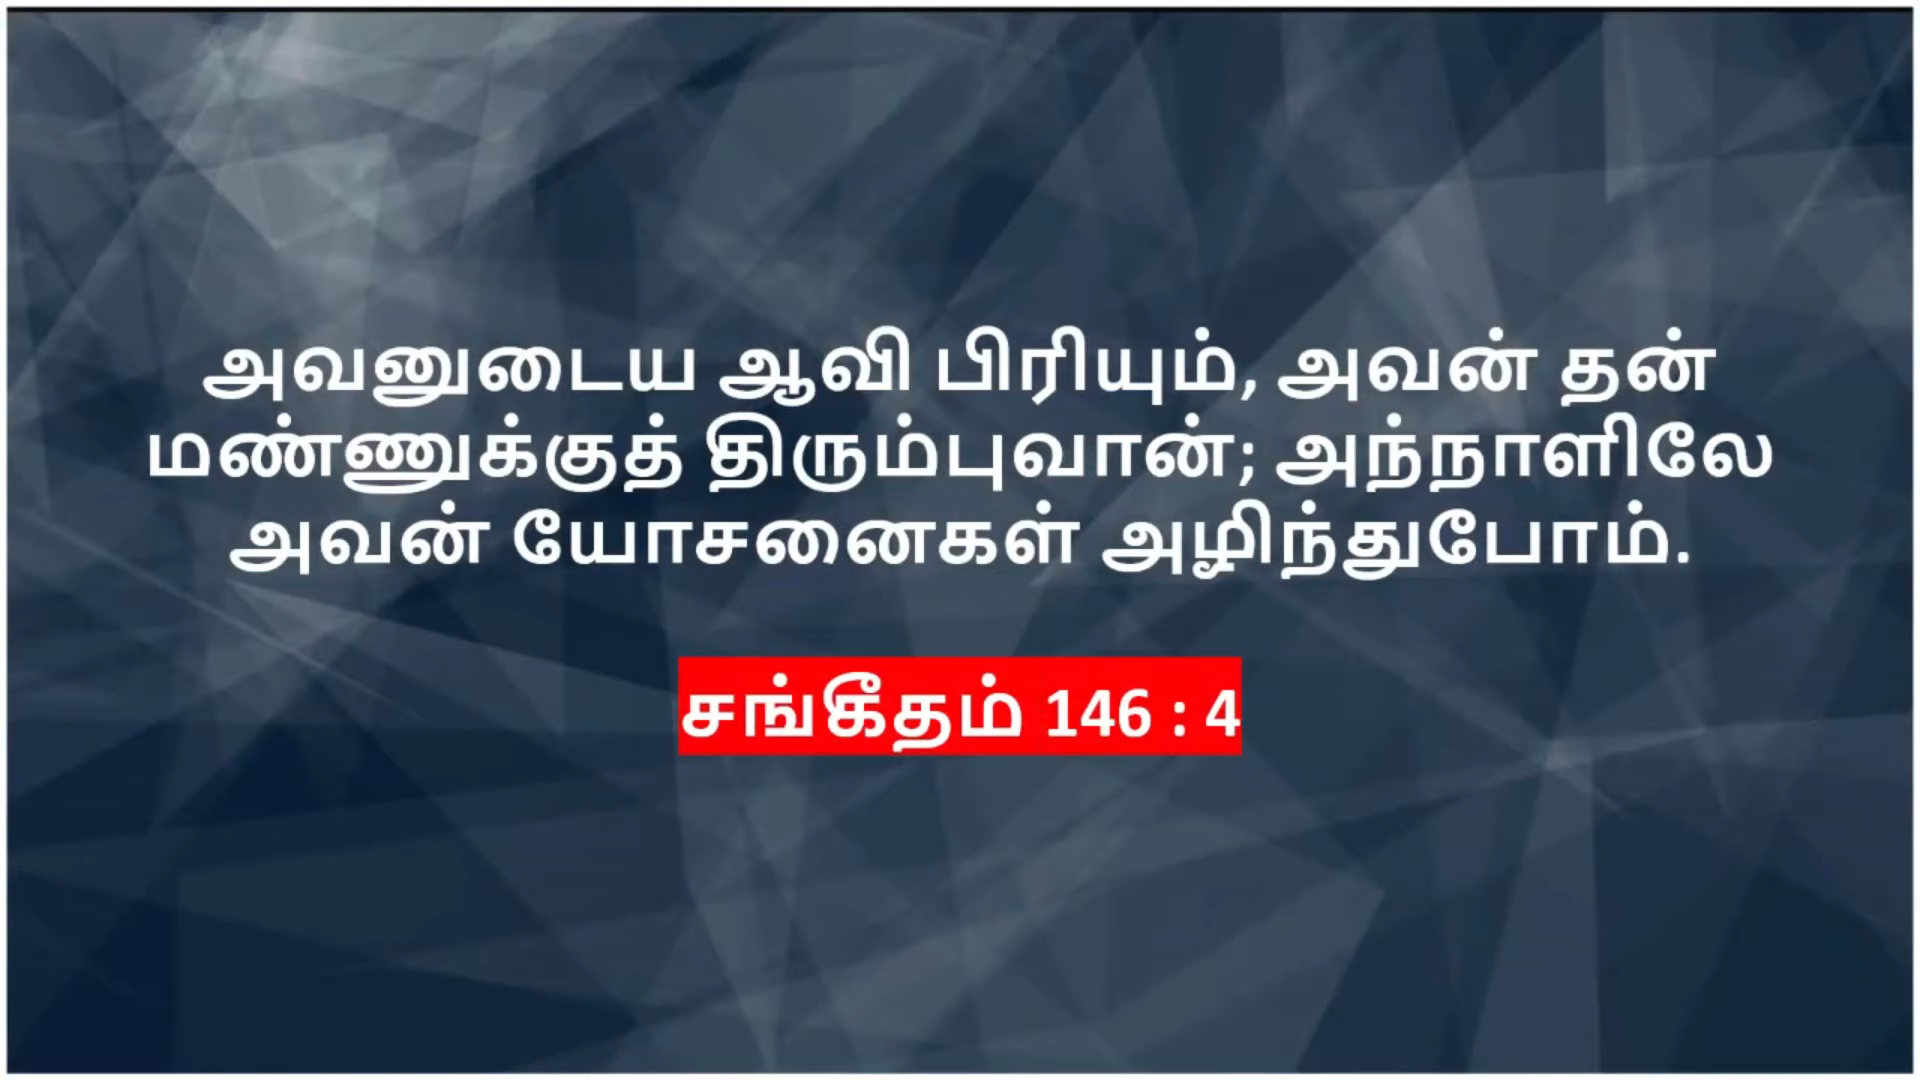 அவனுடைய ஆவி பிரியும், அவன் தன்
மண்ணுக்குத் திரும்புவான்; அந்நாளிலே
அவன் யோசனைகள் அழிந்துபோம்.
சங்கீதம் 146 : 4